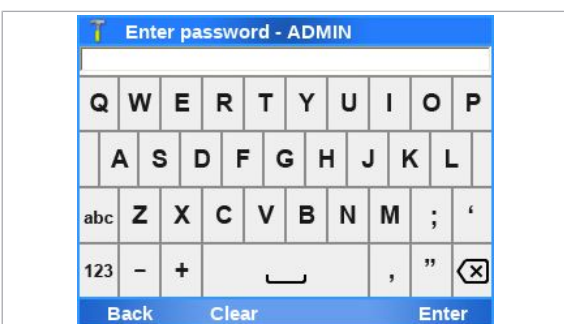 Enter password - ADMIN
Q W E R T Y U I O P
A S D F G H J K L
abc Z X C V B N M ; ‘
123 - + , ”
Back Clear Enter